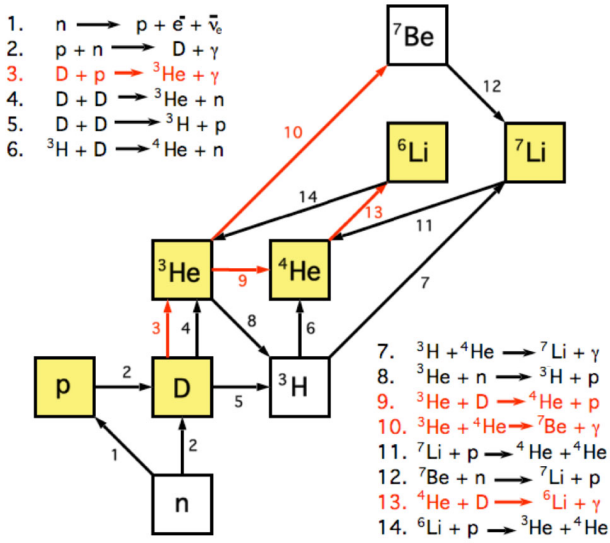 1. n ⟶ p + e⁻ + ν̄ₑ
2. p + n ⟶ D + γ
3. D + p ⟶ ³He + γ
4. D + D ⟶ ³He + n
5. D + D ⟶ ³H + p
6. ³H + D ⟶ ⁴He + n
⁷Be
12
10
⁶Li
⁷Li
14
13
11
³He
⁴He
9
7
3
4
8
6
p
2
D
5
³H
1
2
n
7. ³H + ⁴He ⟶ ⁷Li + γ
8. ³He + n ⟶ ³H + p
9. ³He + D ⟶ ⁴He + p
10. ³He + ⁴He ⟶ ⁷Be + γ
11. ⁷Li + p ⟶ ⁴He + ⁴He
12. ⁷Be + n ⟶ ⁷Li + p
13. ⁴He + D ⟶ ⁶Li + γ
14. ⁶Li + p ⟶ ³He + ⁴He